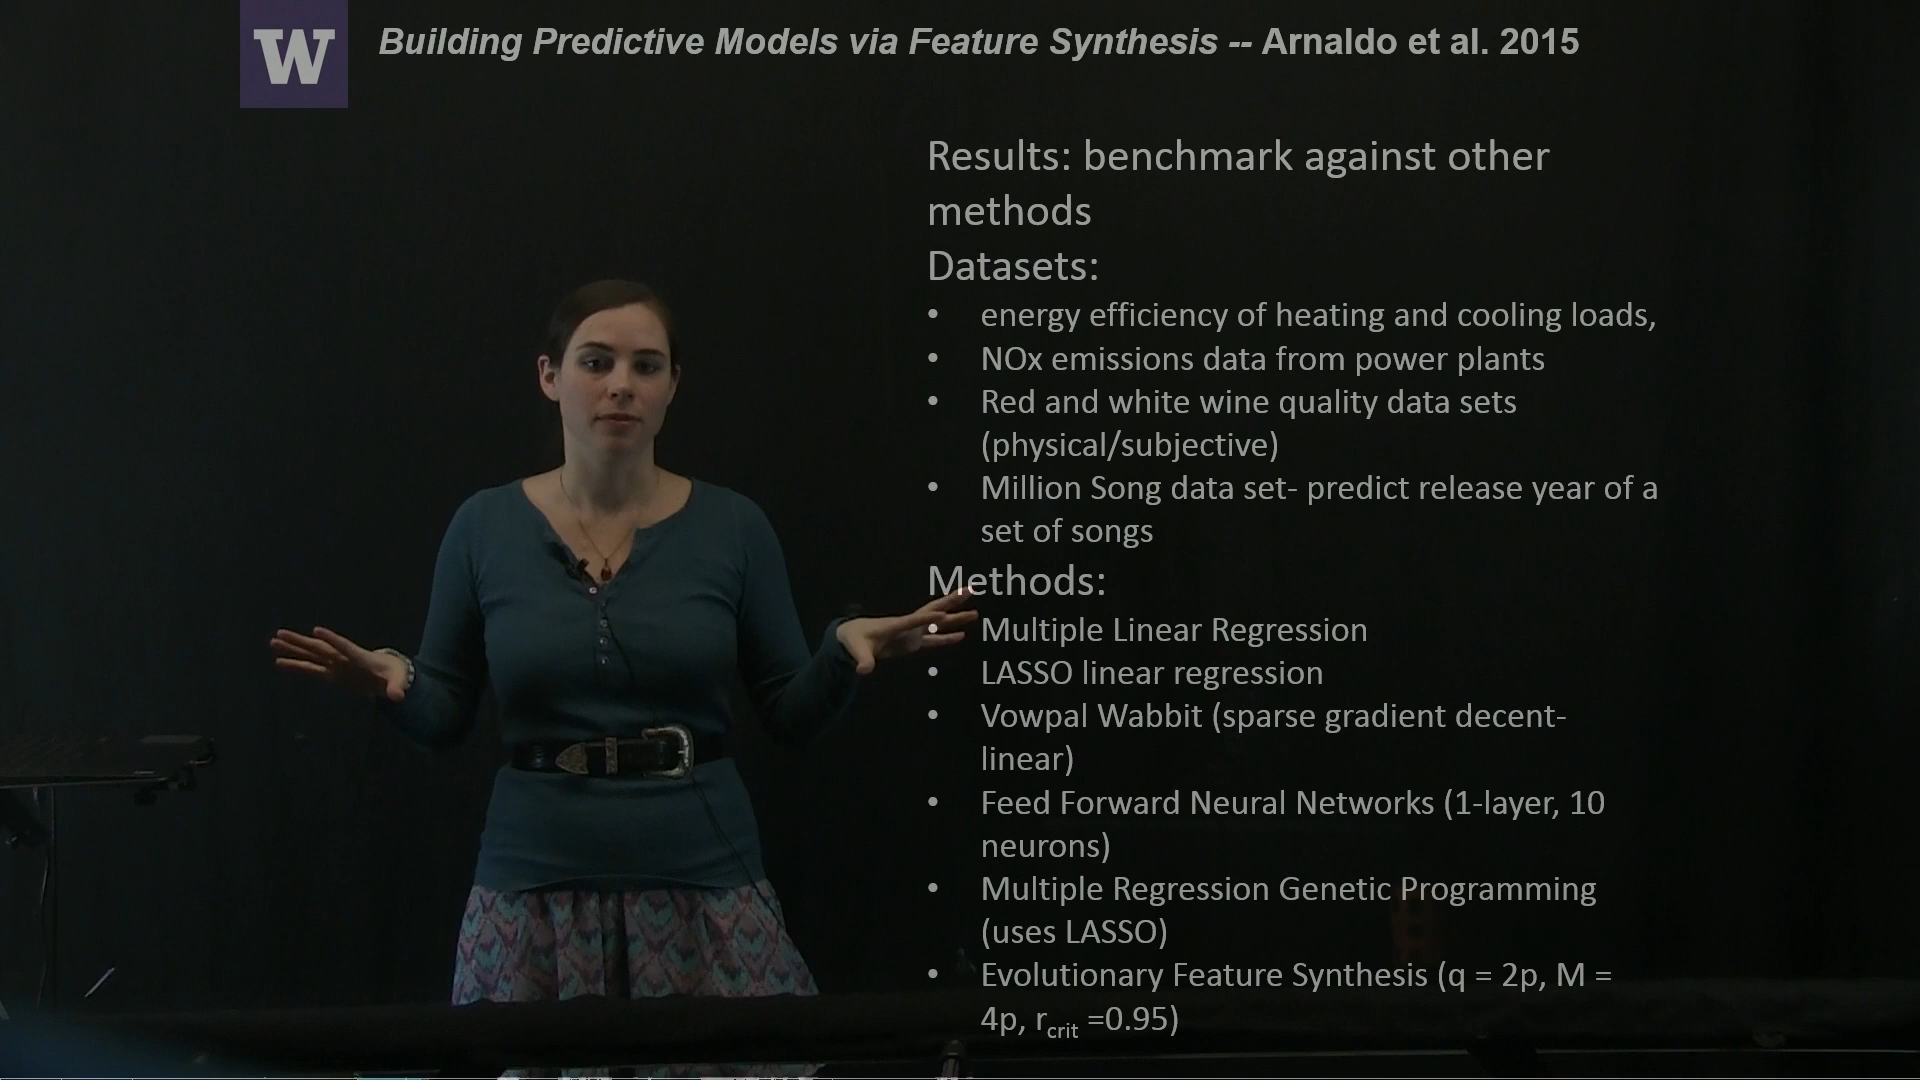 W
Building Predictive Models via Feature Synthesis -- Arnaldo et al. 2015
Results: benchmark against other
methods
Datasets:
• energy efficiency of heating and cooling loads,
• NOx emissions data from power plants
• Red and white wine quality data sets
(physical/subjective)
• Million Song data set- predict release year of a
set of songs
Methods:
• Multiple Linear Regression
• LASSO linear regression
• Vowpal Wabbit (sparse gradient decent-
linear)
• Feed Forward Neural Networks (1-layer, 10
neurons)
• Multiple Regression Genetic Programming
(uses LASSO)
• Evolutionary Feature Synthesis (q = 2p, M =
4p, rcrit =0.95)